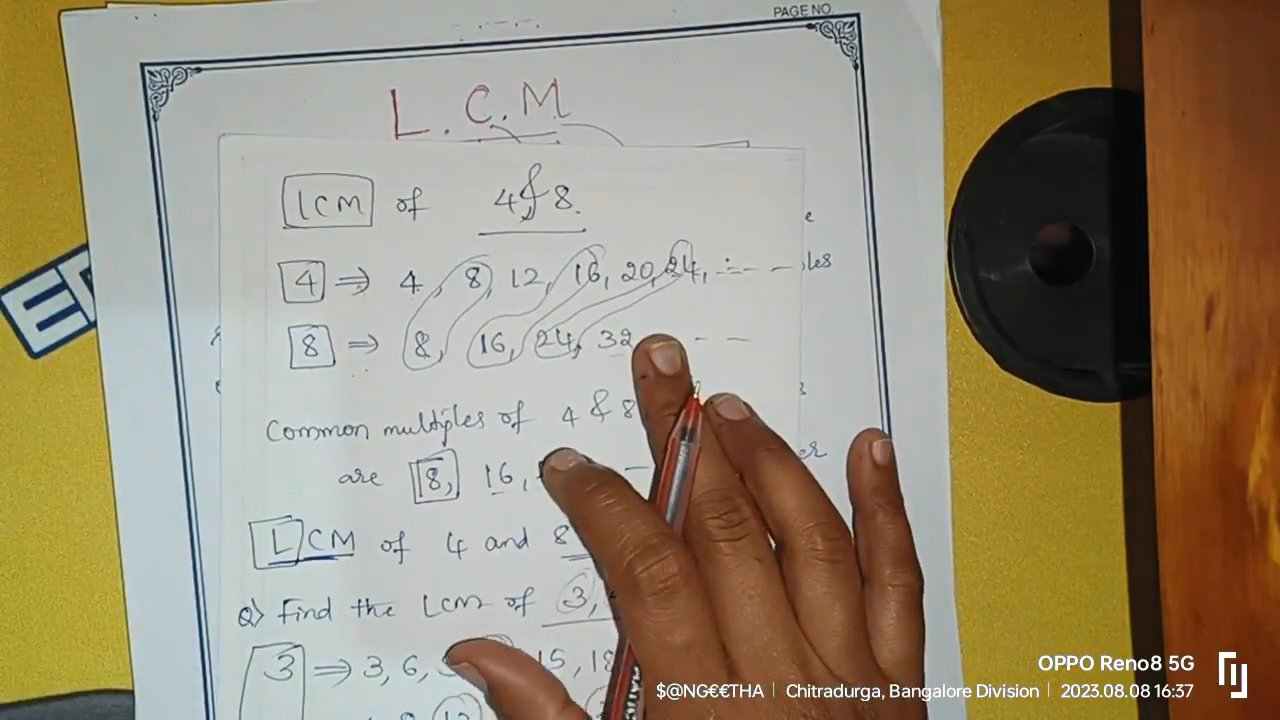 PAGE NO.
L.C.M
LCM of 4 & 8.
4 ⇒ 4, 8, 12, 16, 20, 24, - - -
les
8 ⇒ 8, 16, 24, 32 - -
Common multiples of 4 & 8
are 8, 16,
LCM of 4 and 8
Q) Find the LCM of 3,
3 ⇒ 3, 6, 15, 18
12
OPPO Reno8 5G
$@NG€€THA | Chitradurga, Bangalore Division | 2023.08.08 16:37